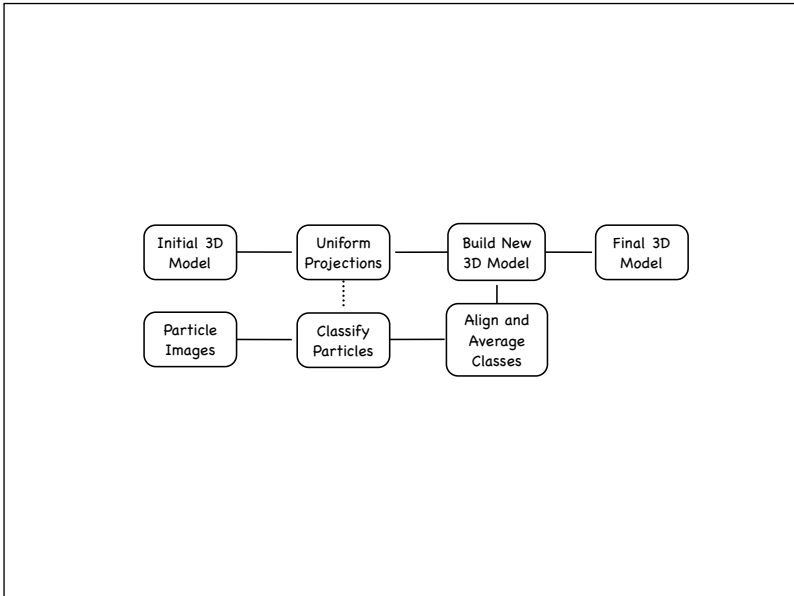 Initial 3D
Model
Uniform
Projections
Build New
3D Model
Final 3D
Model
Particle
Images
Classify
Particles
Align and
Average
Classes